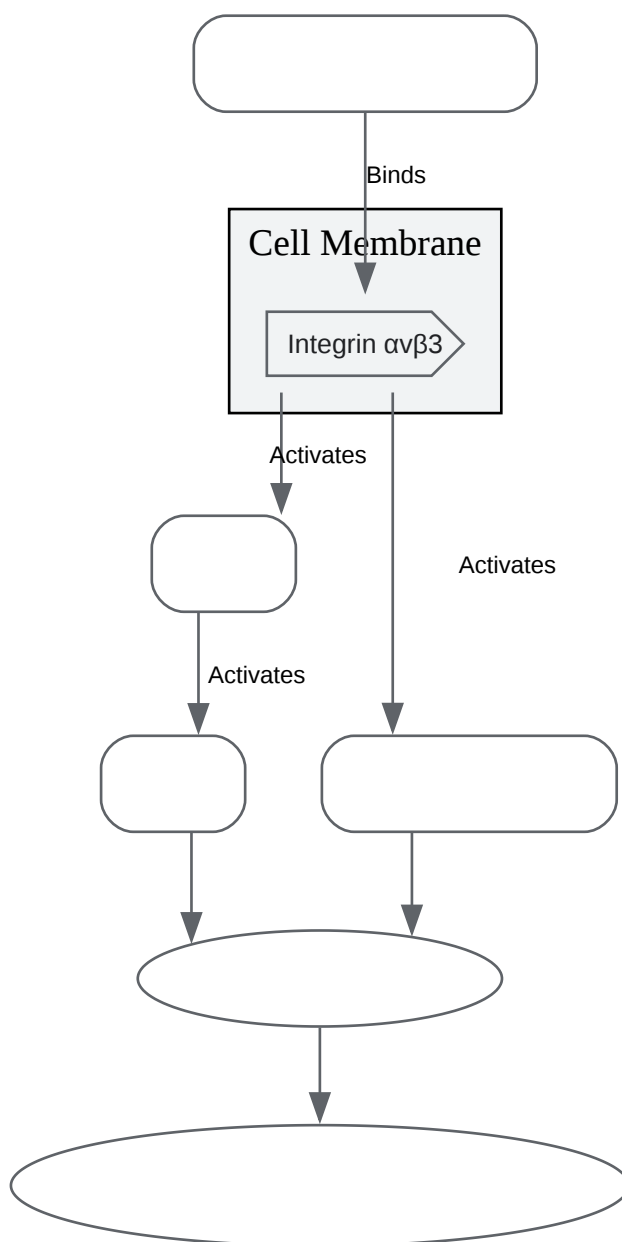 Binds
Cell Membrane
Integrin αvβ3
Activates
Activates
Activates